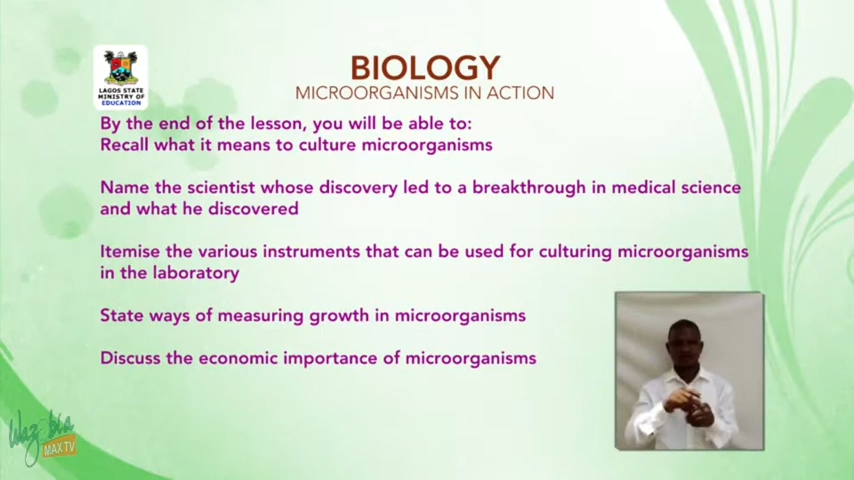 LAGOS STATE
MINISTRY OF
EDUCATION
BIOLOGY
MICROORGANISMS IN ACTION
By the end of the lesson, you will be able to:
Recall what it means to culture microorganisms
Name the scientist whose discovery led to a breakthrough in medical science
and what he discovered
Itemise the various instruments that can be used for culturing microorganisms
in the laboratory
State ways of measuring growth in microorganisms
Discuss the economic importance of microorganisms
Wazobia
MAX TV